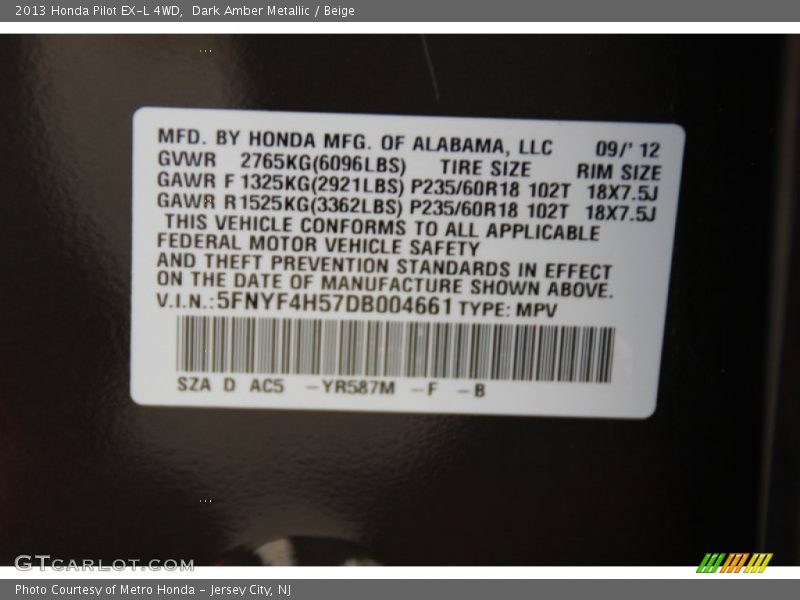 2013 Honda Pilot EX-L 4WD,  Dark Amber Metallic / Beige
MFD. BY HONDA MFG. OF ALABAMA, LLC 09/' 12
GVWR 2765KG(6096LBS) TIRE SIZE RIM SIZE
GAWR F 1325KG(2921LBS) P235/60R18 102T 18X7.5J
GAWR R 1525KG(3362LBS) P235/60R18 102T 18X7.5J
THIS VEHICLE CONFORMS TO ALL APPLICABLE
FEDERAL MOTOR VEHICLE SAFETY
AND THEFT PREVENTION STANDARDS IN EFFECT
ON THE DATE OF MANUFACTURE SHOWN ABOVE.
V.I.N.: 5FNYF4H57DB004661 TYPE: MPV
SZA D AC5 -YR587M -F -B
GTCARLOT.COM
Photo Courtesy of Metro Honda - Jersey City, NJ